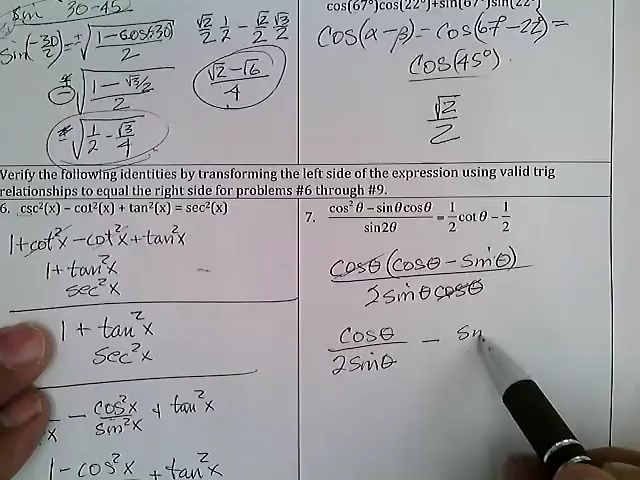 sin 30-45
sin(-30/2) = ±√((1-cos(30))/2)
√((1-√3/2)/2)
√(1/2 - √3/4)
√2/2 · 1/2 - √2/2 · √3/2
(√2-√6)/4
cos(67°)cos(22°)+sin(67°)sin(22°)
Cos(α-β) - Cos(67-22) =
Cos(45°).
√2/2
Verify the following identities by transforming the left side of the expression using valid trig
relationships to equal the right side for problems #6 through #9.
6. csc²(x) – cot²(x) + tan²(x) = sec²(x)
1+cot²x-cot²x+tan²x
1+tan²x
sec²x
1 + tan²x
sec²x
x - cos²x/sin²x + tan²x
1-cos²x + tan²x
7. (cos²θ – sinθcosθ)/sin2θ = 1/2 cotθ – 1/2
Cosθ(Cosθ - Sinθ)
2Sinθ cosθ
Cosθ/2Sinθ - Sin